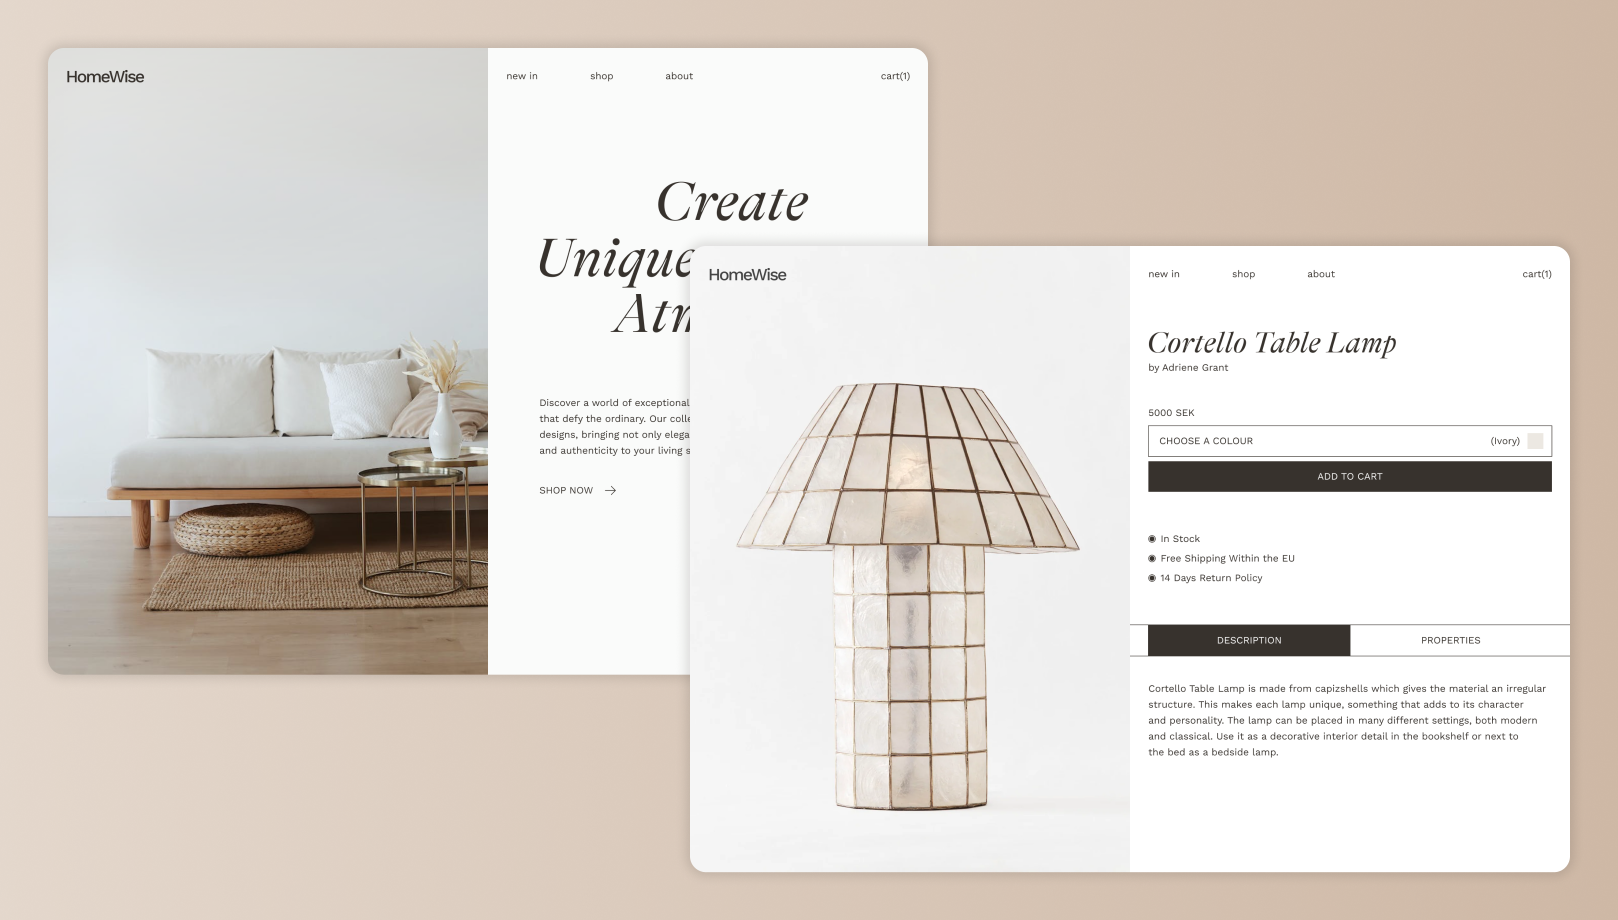 HomeWise
new in
shop
about
cart(1)
Create
Unique
Discover a world of exceptional
that defy the ordinary. Our
designs, bringing not only
and authenticity to your living
SHOP NOW
HomeWise
new in
shop
about
cart(1)
Cortello Table Lamp
by Adriene Grant
5000 SEK
CHOOSE A COLOUR
(Ivory)
ADD TO CART
In Stock
Free Shipping Within the EU
14 Days Return Policy
DESCRIPTION
PROPERTIES
Cortello Table Lamp is made from capizshells which gives the material an irregular
structure. This makes each lamp unique, something that adds to its character
and personality. The lamp can be placed in many different settings, both modern
and classical. Use it as a decorative interior detail in the bookshelf or next to
the bed as a bedside lamp.